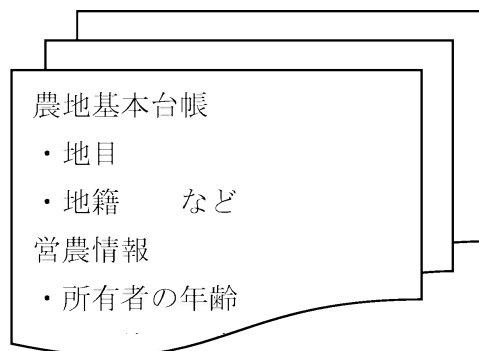 農地基本台帳
・地目
・地籍　　など
営農情報
・所有者の年齢